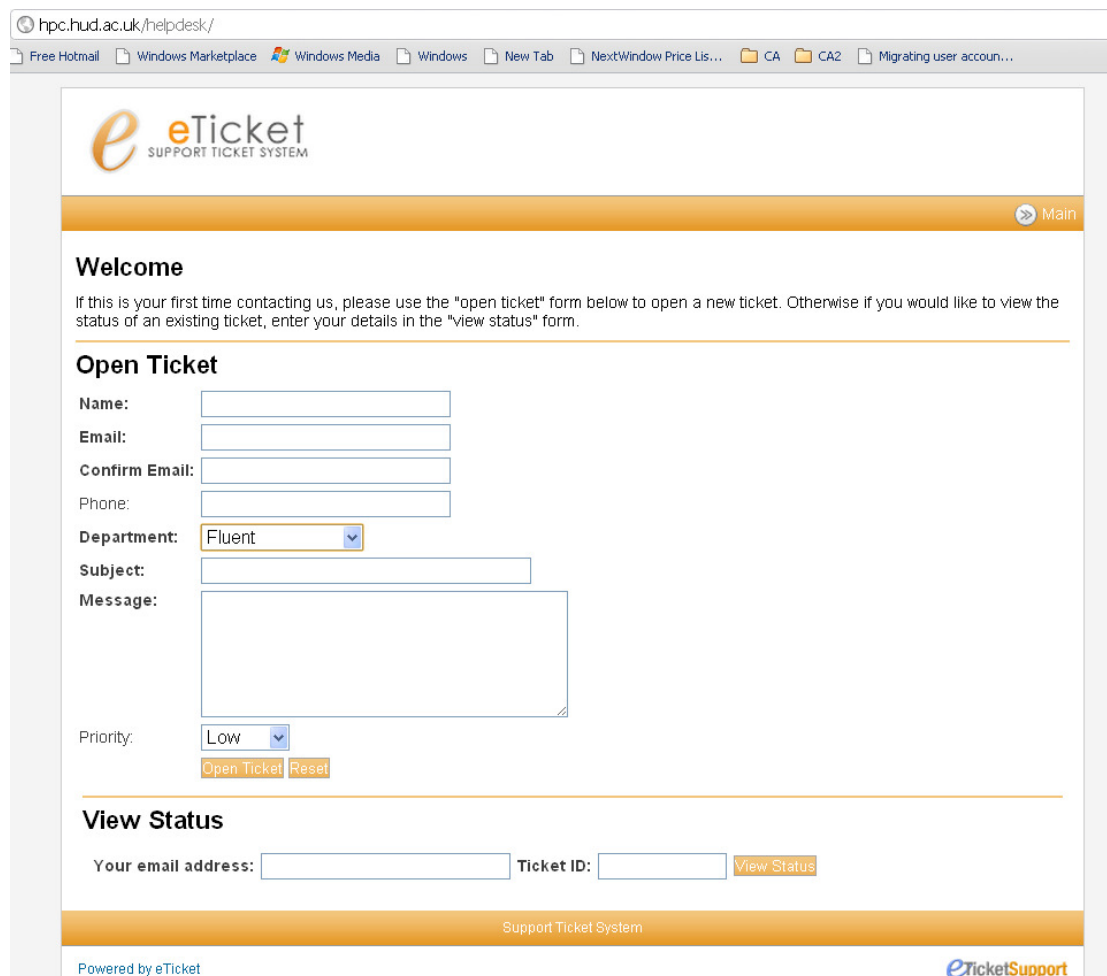 hpc.hud.ac.uk/helpdesk/
Free Hotmail Windows Marketplace Windows Media Windows New Tab NextWindow Price Lis... CA CA2 Migrating user accoun...
e eTicket
SUPPORT TICKET SYSTEM
Main
Welcome
If this is your first time contacting us, please use the "open ticket" form below to open a new ticket. Otherwise if you would like to view the
status of an existing ticket, enter your details in the "view status" form.
Open Ticket
Name:
Email:
Confirm Email:
Phone:
Department: Fluent
Subject:
Message:
Priority: Low
Open Ticket Reset
View Status
Your email address: Ticket ID: View Status
Support Ticket System
Powered by eTicket eTicketSupport